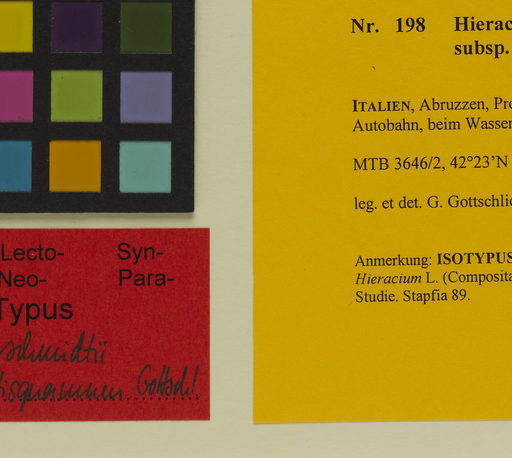 Nr. 198 Hierac
subsp.
ITALIEN, Abruzzen, Pro
Autobahn, beim Wasser
MTB 3646/2, 42°23'N
leg. et det. G. Gottschlic
Anmerkung: ISOTYPUS
Hieracium L. (Composita
Studie. Stapfia 89.
Lecto- Syn-
Neo- Para-
Typus
schmidtii
Gottschl.